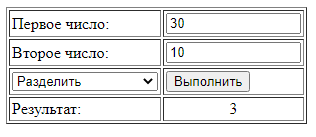 Первое число: 30
Второе число: 10
Разделить Выполнить
Результат: 3